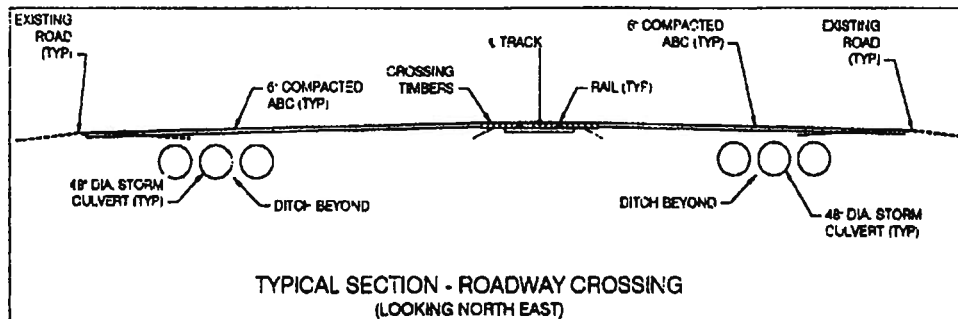 EXISTING
ROAD
(TYP)
6" COMPACTED
ABC (TYP)
CROSSING
TIMBERS
℄ TRACK
RAIL (TYP)
6" COMPACTED
ABC (TYP)
EXISTING
ROAD
(TYP)
48" DIA. STORM
CULVERT (TYP)
DITCH BEYOND
DITCH BEYOND
48" DIA. STORM
CULVERT (TYP)
TYPICAL SECTION - ROADWAY CROSSING
(LOOKING NORTH EAST)